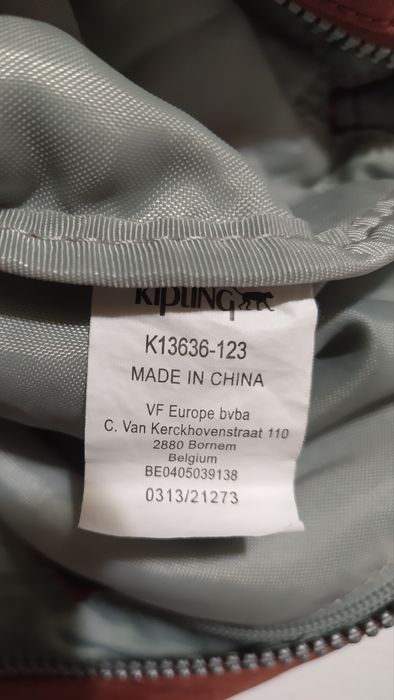 Kipling
K13636-123
MADE IN CHINA
VF Europe bvba
C. Van Kerckhovenstraat 110
2880 Bornem
Belgium
BE0405039138
0313/21273